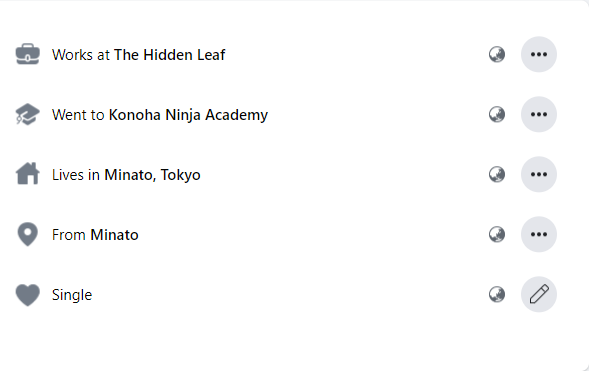 Works at The Hidden Leaf
Went to Konoha Ninja Academy
Lives in Minato, Tokyo
From Minato
Single